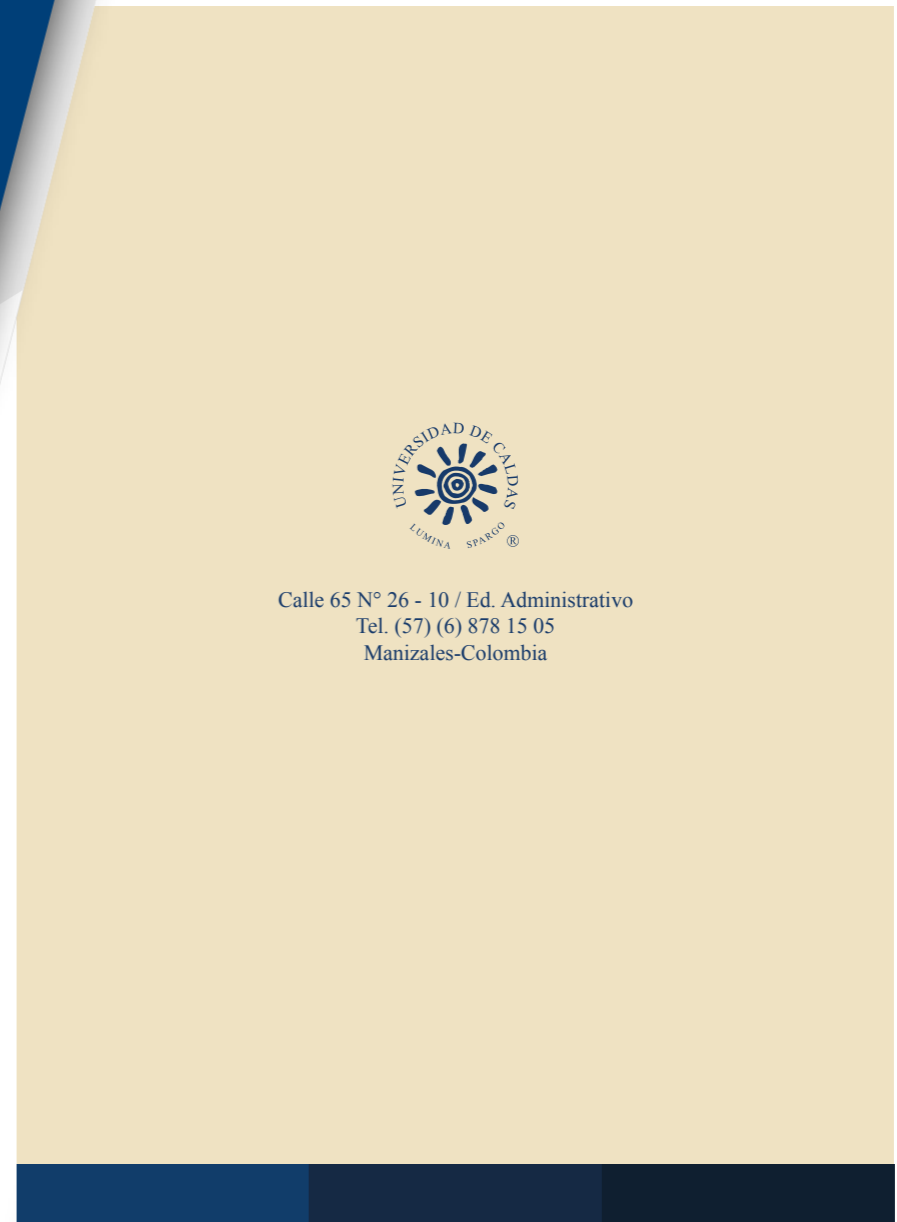 UNIVERSIDAD DE CALDAS
LUMINA SPARGO
®
Calle 65 N° 26 - 10 / Ed. Administrativo
Tel. (57) (6) 878 15 05
Manizales-Colombia